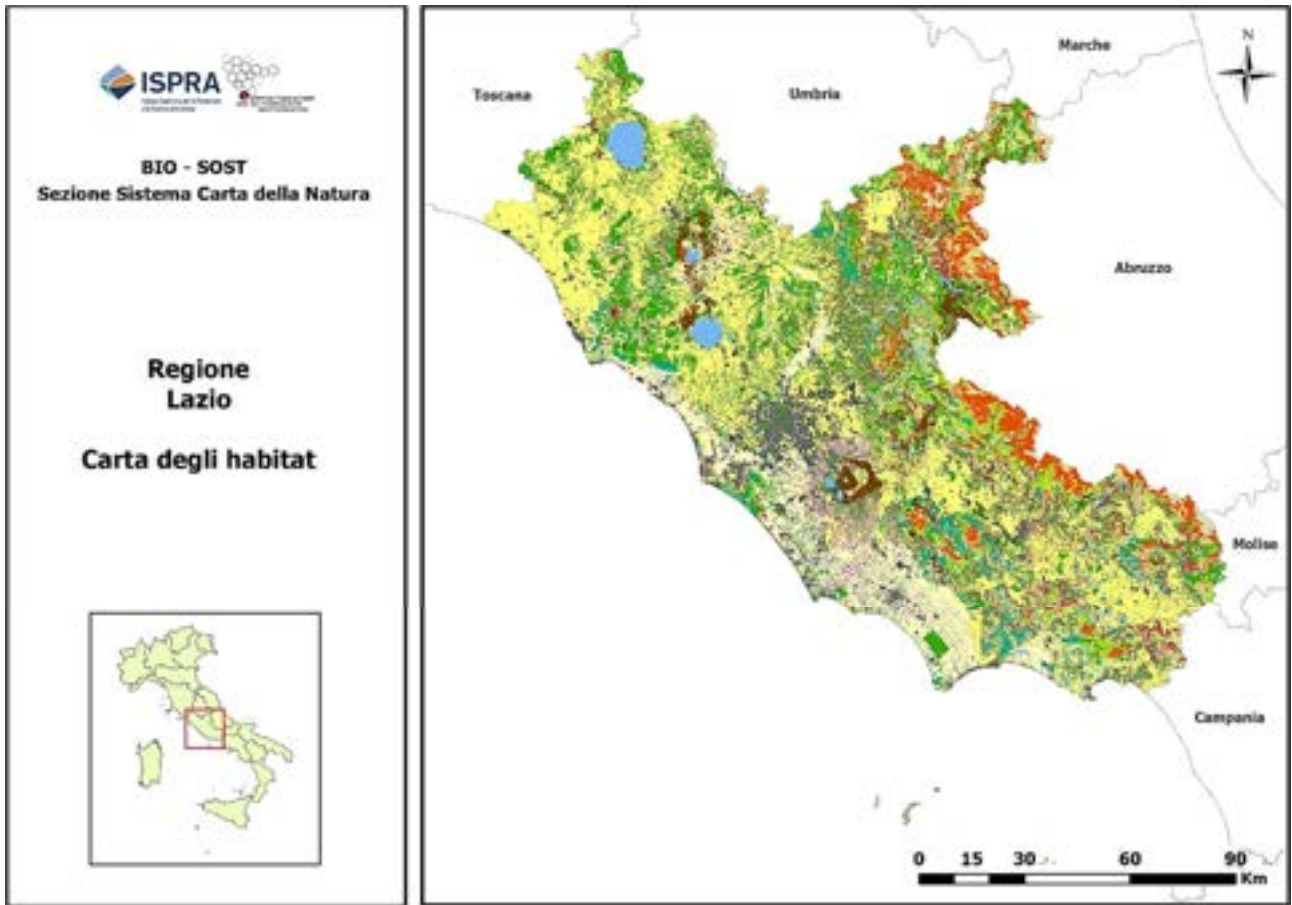 ISPRA
BIO - SOST
Sezione Sistema Carta della Natura
Regione
Lazio
Carta degli habitat
N
Marche
Toscana
Umbria
Abruzzo
Molise
Campania
0 15 30 60 90
Km